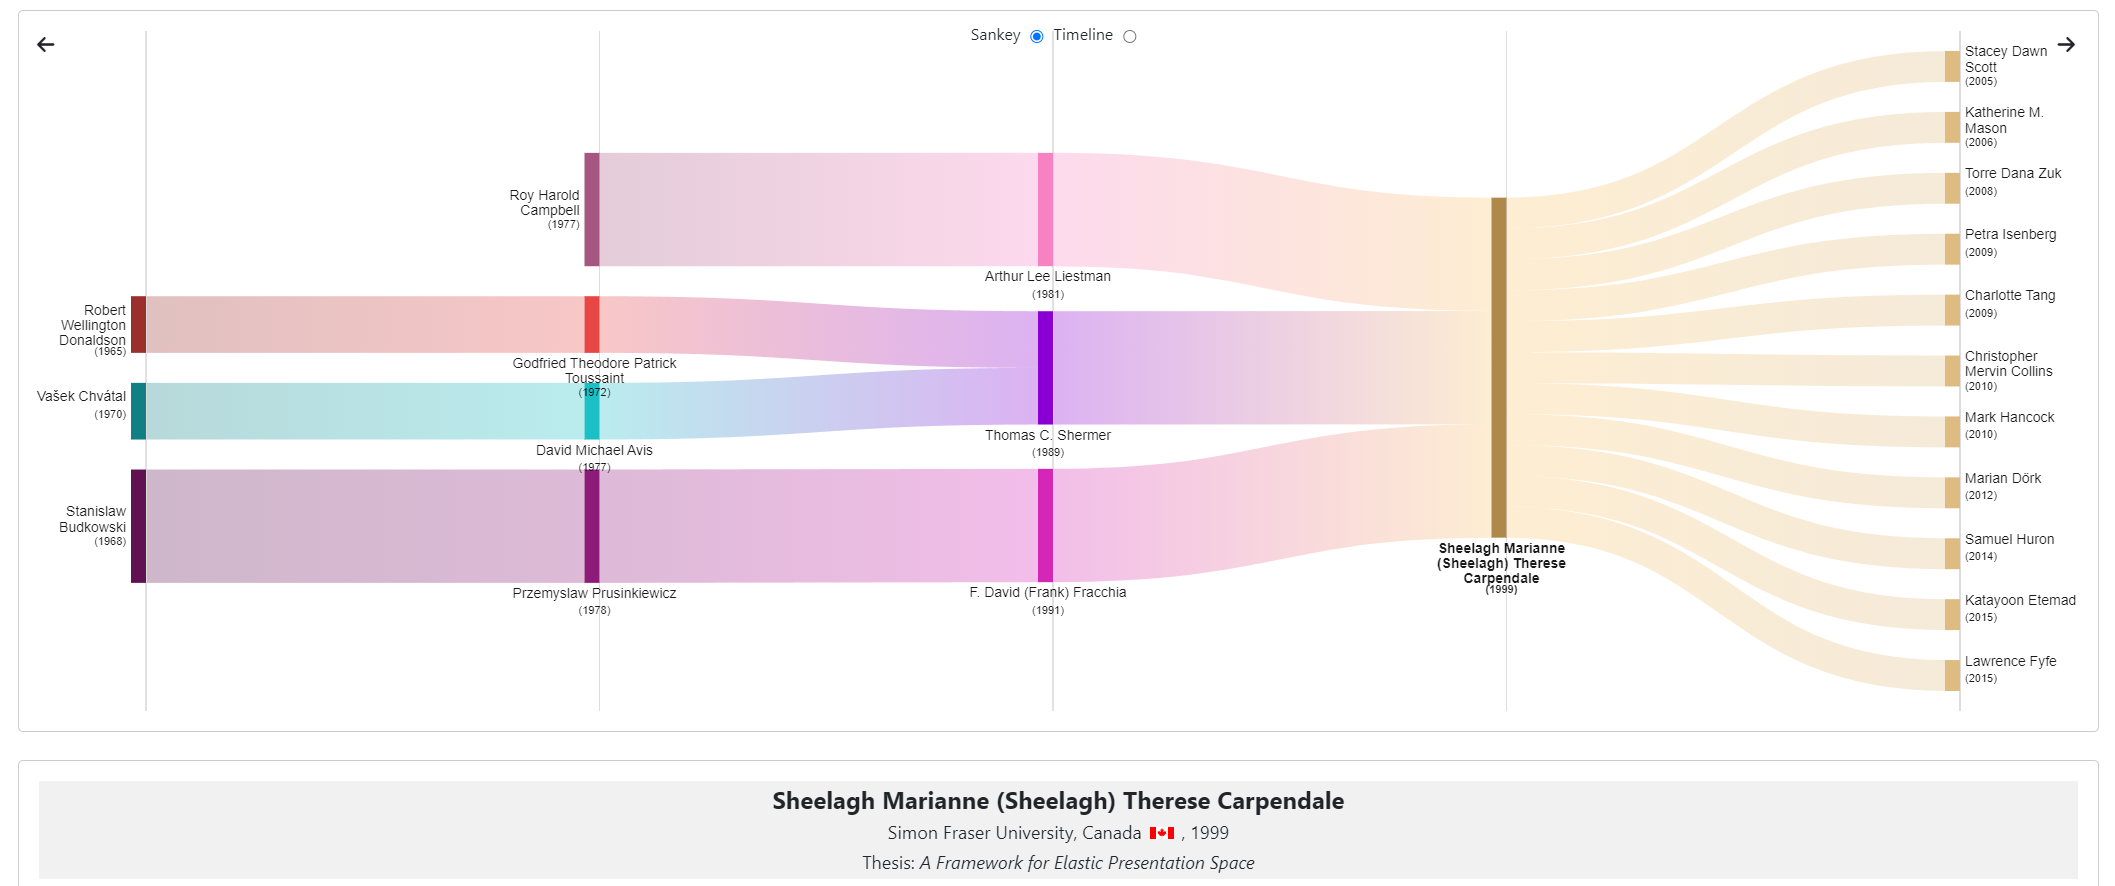 Sankey Timeline
Roy Harold
Campbell
(1977)
Robert
Wellington
Donaldson
(1965)
Vašek Chvátal
(1970)
Stanislaw
Budkowski
(1968)
Godfried Theodore Patrick
Toussaint
(1972)
David Michael Avis
(1977)
Przemyslaw Prusinkiewicz
(1978)
Arthur Lee Liestman
(1981)
Thomas C. Shermer
(1989)
F. David (Frank) Fracchia
(1991)
Sheelagh Marianne
(Sheelagh) Therese
Carpendale
(1999)
Stacey Dawn
Scott
(2005)
Katherine M.
Mason
(2006)
Torre Dana Zuk
(2008)
Petra Isenberg
(2009)
Charlotte Tang
(2009)
Christopher
Mervin Collins
(2010)
Mark Hancock
(2010)
Marian Dörk
(2012)
Samuel Huron
(2014)
Katayoon Etemad
(2015)
Lawrence Fyfe
(2015)
Sheelagh Marianne (Sheelagh) Therese Carpendale
Simon Fraser University, Canada , 1999
Thesis: A Framework for Elastic Presentation Space